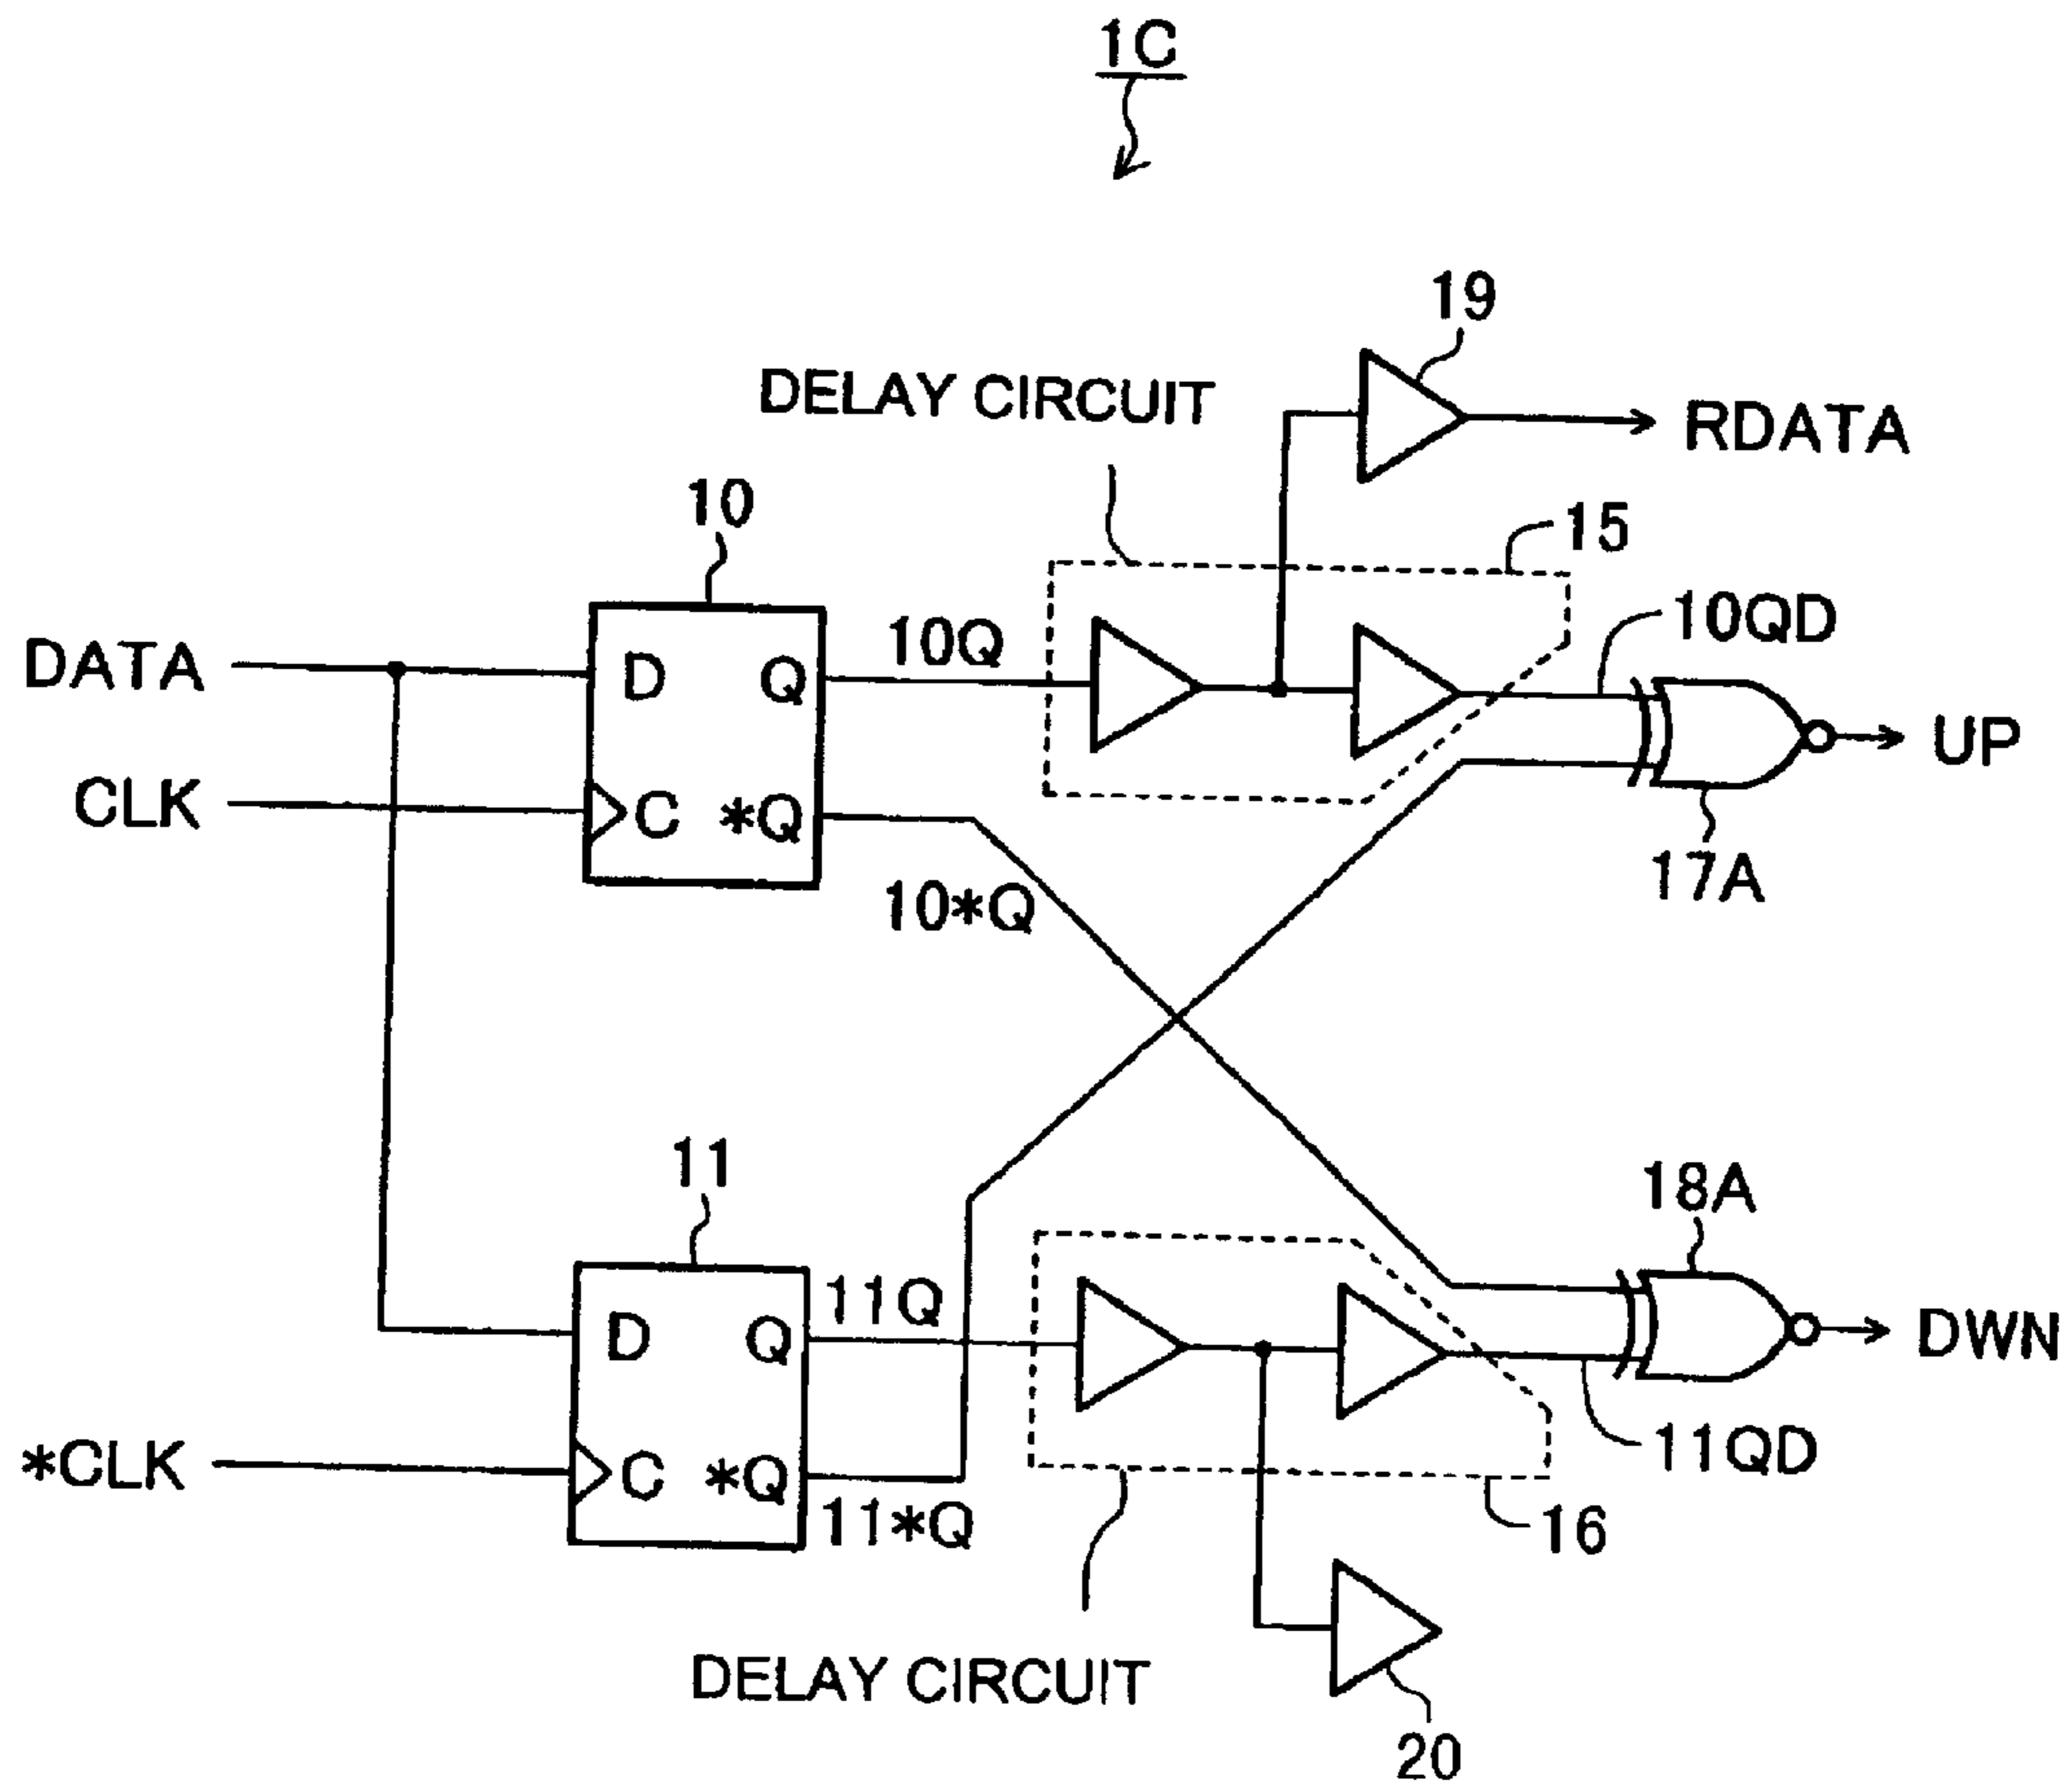 1C
19
DELAY CIRCUIT
RDATA
10
15
10Q
10QD
DATA
D
Q
UP
CLK
C
*Q
17A
10*Q
11
18A
11Q
D
Q
DWN
*CLK
C
*Q
11QD
11*Q
16
DELAY CIRCUIT
20